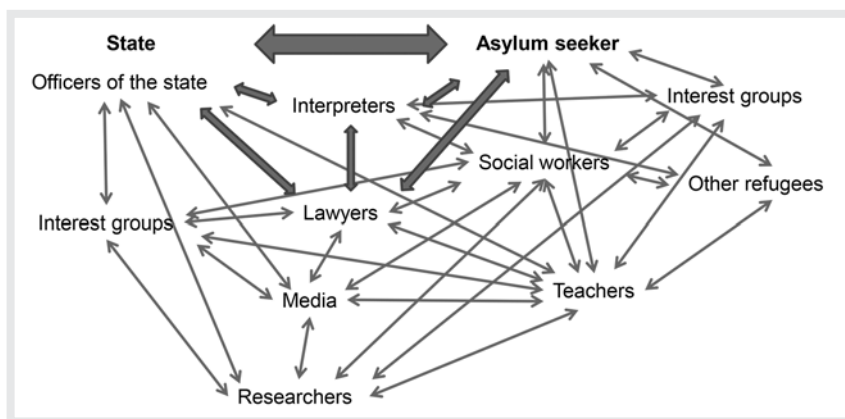 State
Asylum seeker
Officers of the state
Interpreters
Interest groups
Social workers
Other refugees
Interest groups
Lawyers
Media
Teachers
Researchers